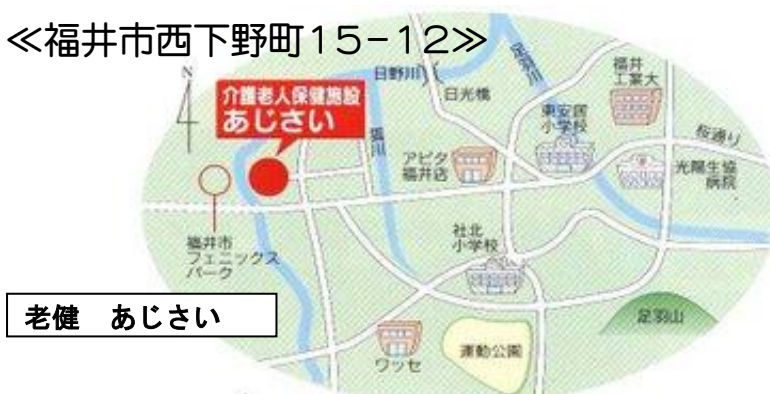 ≪福井市西下野町15-12≫
N
介護老人保健施設
あじさい
日野川
足羽川
日光橋
福井
工業大
東安居
小学校
桜通り
狐川
アピタ
福井店
光陽生協
病院
福井市
フェニックス
パーク
社北
小学校
老健 あじさい
足羽山
ワッセ
運動公園